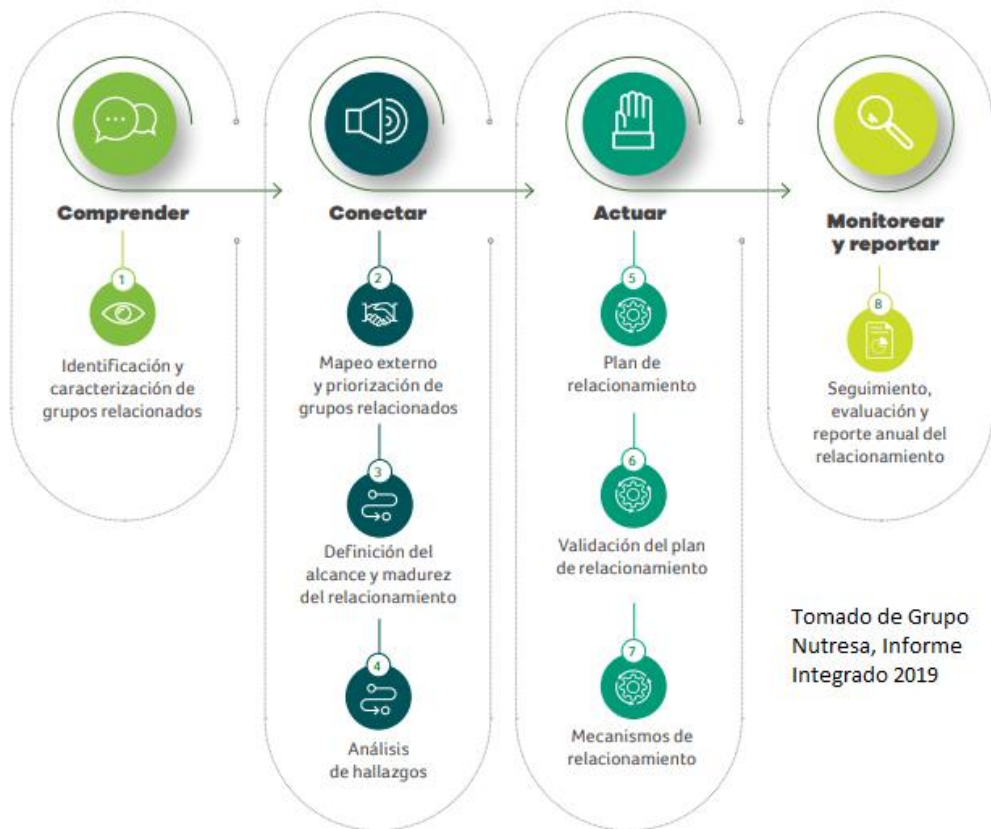 Comprender
1
Identificación y
caracterización de
grupos relacionados
Conectar
2
Mapeo externo
y priorización de
grupos relacionados
3
Definición del
alcance y madurez
del relacionamiento
4
Análisis
de hallazgos
Actuar
5
Plan de
relacionamiento
6
Validación del plan
de relacionamiento
7
Mecanismos de
relacionamiento
Monitorear
y reportar
8
Seguimiento,
evaluación y
reporte anual del
relacionamiento
Tomado de Grupo
Nutresa, Informe
Integrado 2019